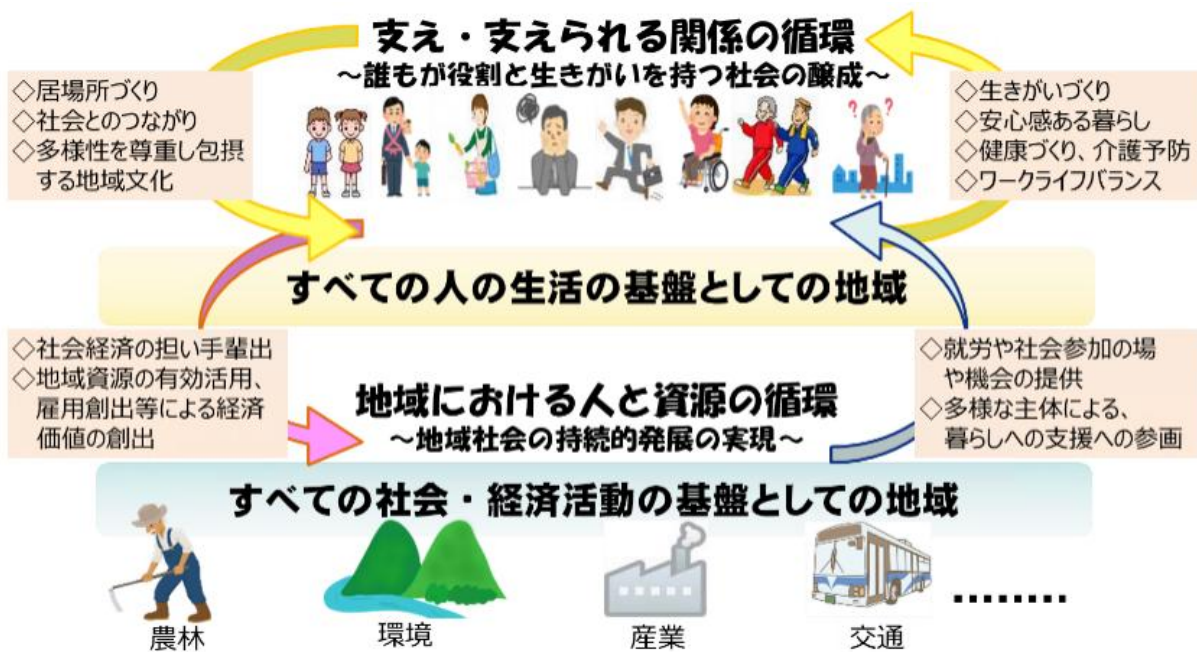 支え・支えられる関係の循環
～誰もが役割と生きがいを持つ社会の醸成～
◇居場所づくり
◇社会とのつながり
◇多様性を尊重し包摂
する地域文化
◇生きがいづくり
◇安心感ある暮らし
◇健康づくり、介護予防
◇ワークライフバランス
? ?
すべての人の生活の基盤としての地域
◇社会経済の担い手輩出
◇地域資源の有効活用、
雇用創出等による経済
価値の創出
地域における人と資源の循環
～地域社会の持続的発展の実現～
◇就労や社会参加の場
や機会の提供
◇多様な主体による、
暮らしへの支援への参画
すべての社会・経済活動の基盤としての地域
農林
環境
産業
交通
………